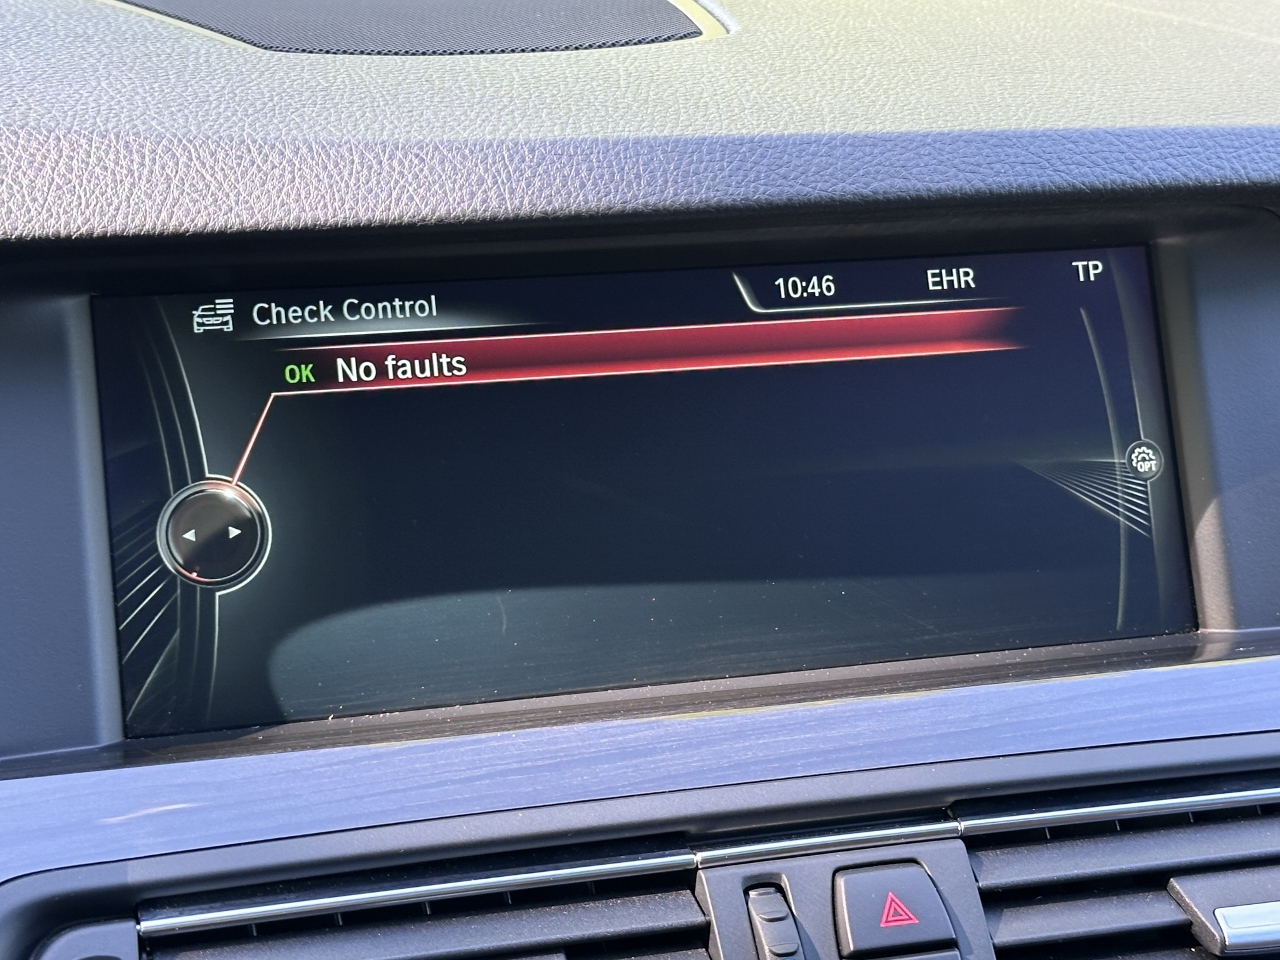 Check Control
10:46
EHR
TP
OK No faults
OPT